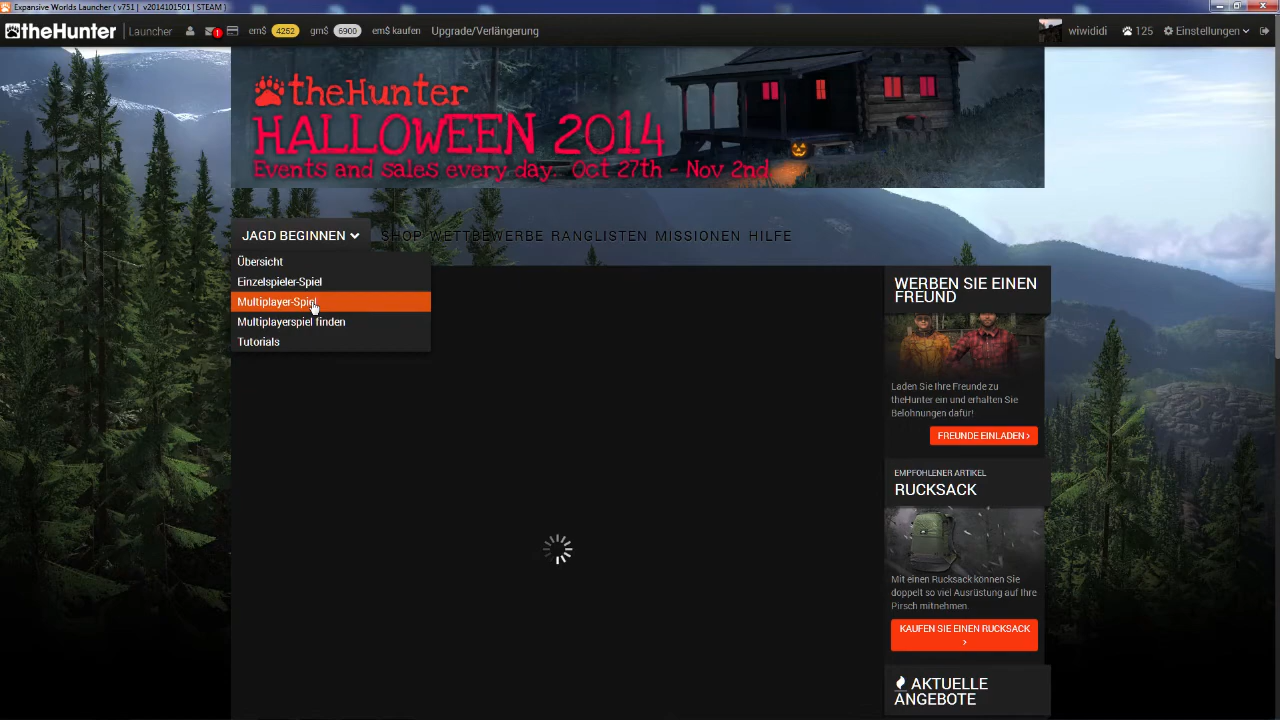 Expansive Worlds Launcher ( v751 | v2014101501 | STEAM )
theHunter Launcher 1 em$ 4252 gm$ 6900 em$ kaufen Upgrade/Verlängerung wiwididi 125 Einstellungen
theHunter
HALLOWEEN 2014
Events and sales every day. Oct 27th - Nov 2nd
JAGD BEGINNEN SHOP WETTBEWERBE RANGLISTEN MISSIONEN HILFE
Übersicht
Einzelspieler-Spiel
Multiplayer-Spiel
Multiplayerspiel finden
Tutorials
WERBEN SIE EINEN
FREUND
Laden Sie Ihre Freunde zu
theHunter ein und erhalten Sie
Belohnungen dafür!
FREUNDE EINLADEN ›
EMPFOHLENER ARTIKEL
RUCKSACK
Mit einen Rucksack können Sie
doppelt so viel Ausrüstung auf Ihre
Pirsch mitnehmen.
KAUFEN SIE EINEN RUCKSACK
›
AKTUELLE
ANGEBOTE